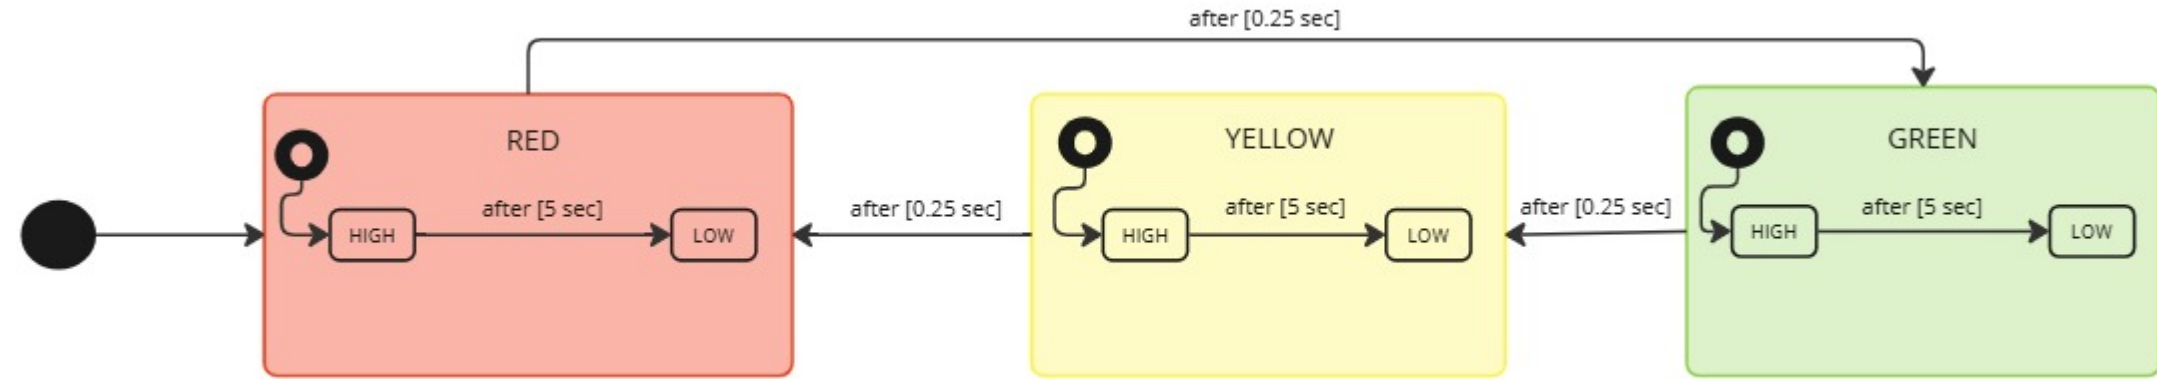 after [0.25 sec]
RED
HIGH
after [5 sec]
LOW
after [0.25 sec]
YELLOW
HIGH
after [5 sec]
LOW
after [0.25 sec]
GREEN
HIGH
after [5 sec]
LOW